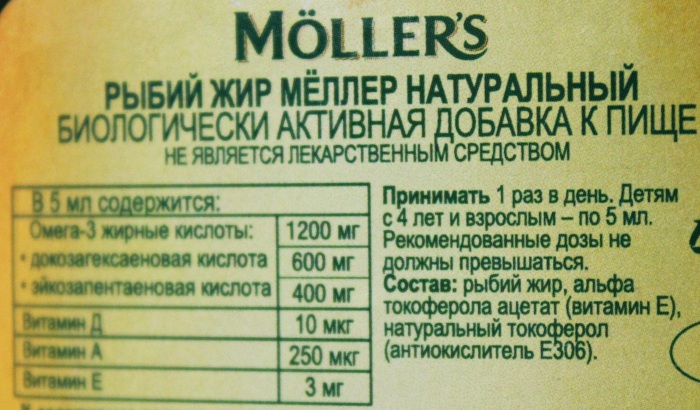 MÖLLER'S
РЫБИЙ ЖИР МЁЛЛЕР НАТУРАЛЬНЫЙ
БИОЛОГИЧЕСКИ АКТИВНАЯ ДОБАВКА К ПИЩЕ
НЕ ЯВЛЯЕТСЯ ЛЕКАРСТВЕННЫМ СРЕДСТВОМ
В 5 мл содержится:
Омега-3 жирные кислоты: 1200 мг
• докозагексаеновая кислота 600 мг
• эйкозапентаеновая кислота 400 мг
Витамин Д 10 мкг
Витамин А 250 мкг
Витамин Е 3 мг
Принимать 1 раз в день. Детям
с 4 лет и взрослым – по 5 мл.
Рекомендованные дозы не
должны превышаться.
Состав: рыбий жир, альфа
токоферола ацетат (витамин Е),
натуральный токоферол
(антиокислитель Е306).